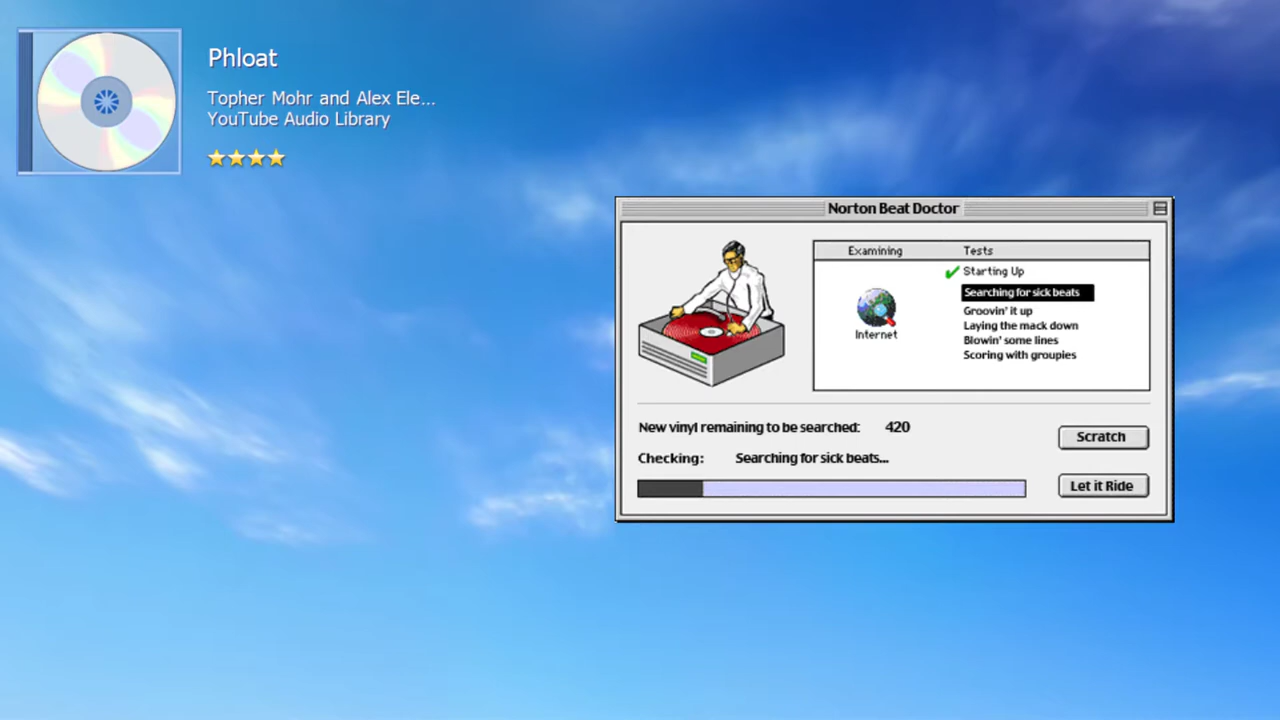 Phloat
Topher Mohr and Alex Ele...
YouTube Audio Library
Norton Beat Doctor
Examining
Tests
Starting Up
Searching for sick beats
Groovin' it up
Laying the mack down
Blowin' some lines
Scoring with groupies
Internet
New vinyl remaining to be searched: 420
Checking: Searching for sick beats...
Scratch
Let it Ride